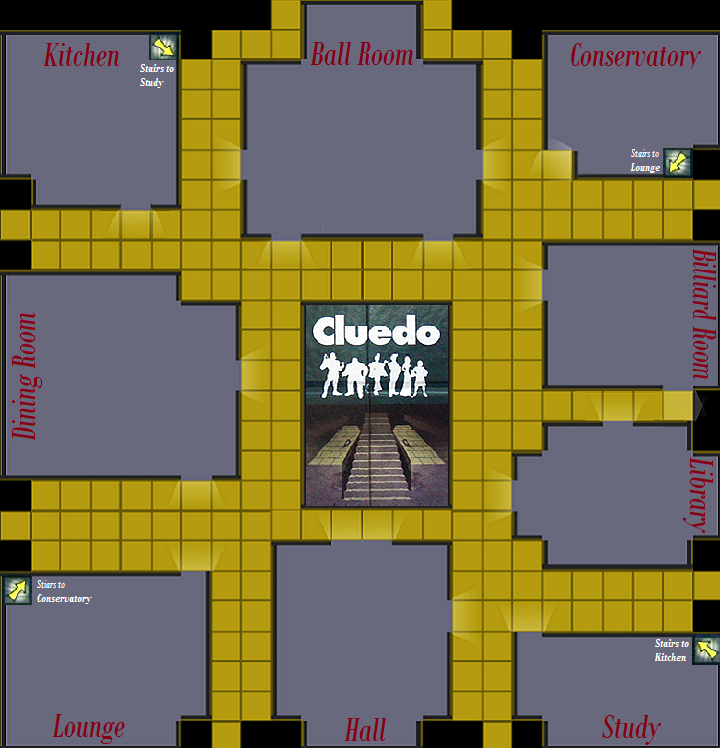 Kitchen
Stairs to
Study
Ball Room
Conservatory
Stairs to
Lounge
Billiard Room
Cluedo
Dining Room
Library
Stiars to
Conservatory
Stairs to
Kitchen
Lounge
Hall
Study